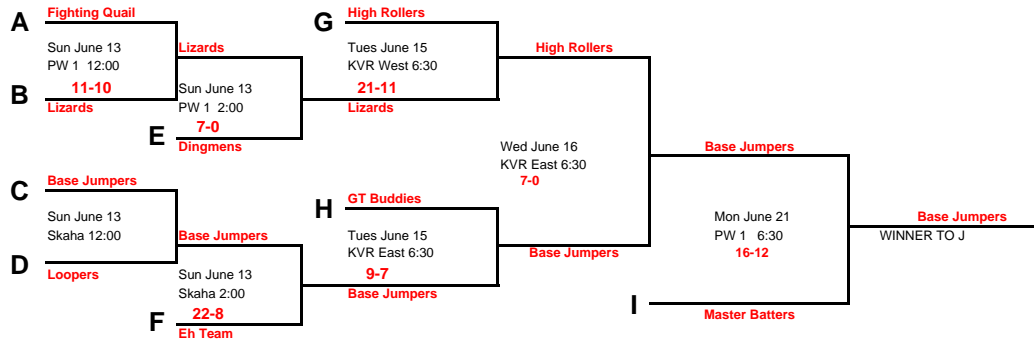 A
Fighting Quail
Sun June 13
PW 1 12:00
11-10
B
Lizards
Lizards
Sun June 13
PW 1 2:00
7-0
E
Dingmens
G
High Rollers
Tues June 15
KVR West 6:30
21-11
Lizards
High Rollers
Wed June 16
KVR East 6:30
7-0
C
Base Jumpers
Sun June 13
Skaha 12:00
D
Loopers
Base Jumpers
Sun June 13
Skaha 2:00
22-8
F
Eh Team
H
GT Buddies
Tues June 15
KVR East 6:30
9-7
Base Jumpers
Base Jumpers
Base Jumpers
Mon June 21
PW 1 6:30
16-12
I
Master Batters
Base Jumpers
WINNER TO J